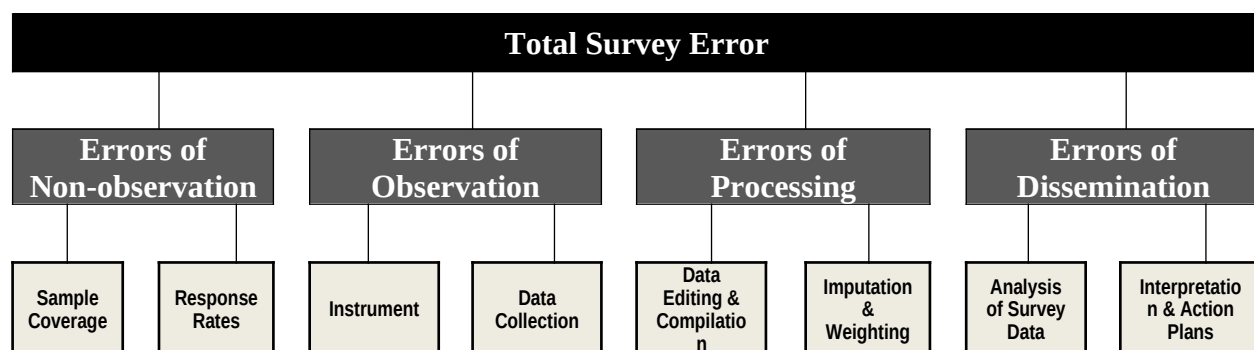 Total Survey Error
Errors of
Non-observation
Errors of
Observation
Errors of
Processing
Errors of
Dissemination
Sample
Coverage
Response
Rates
Instrument
Data
Collection
Data
Editing &
Compilatio
n
Imputation
&
Weighting
Analysis
of Survey
Data
Interpretatio
n & Action
Plans